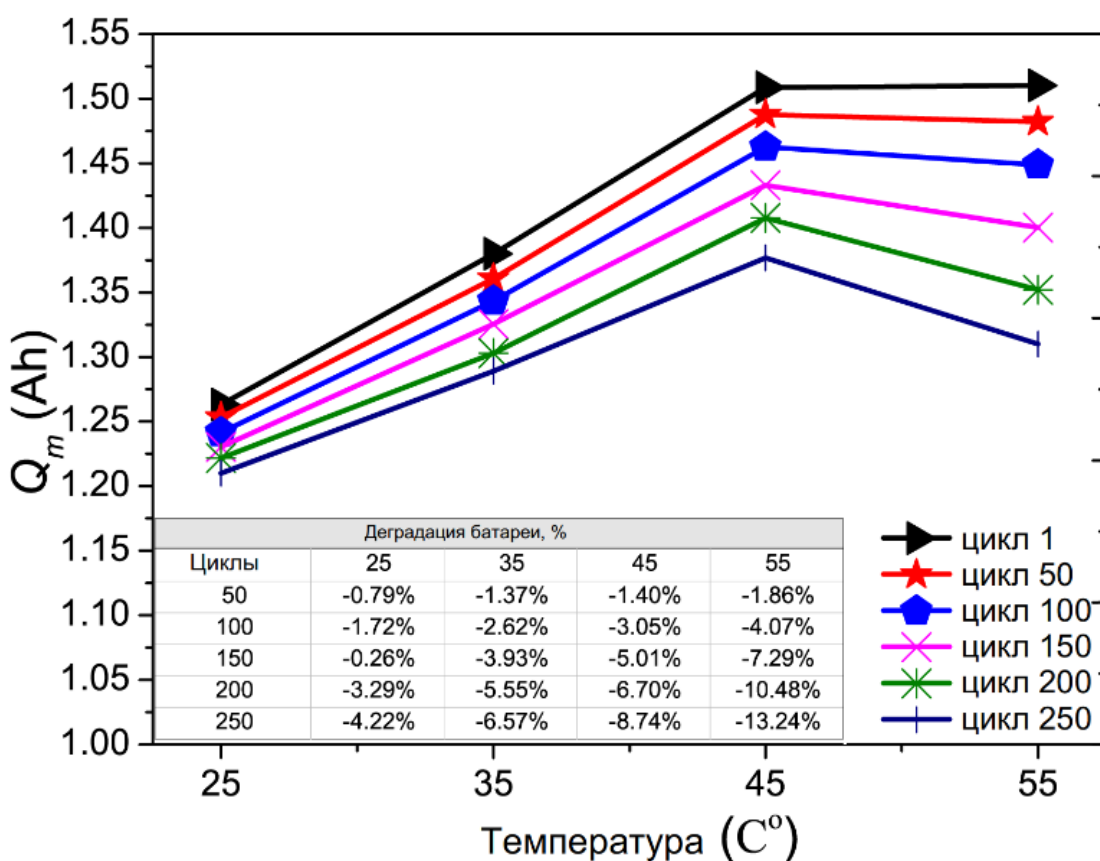 1.55
1.50
1.45
1.40
1.35
1.30
1.25
1.20
1.15
1.10
1.05
1.00
Qm (Ah)
Деградация батареи, %
Циклы 25 35 45 55
50 -0.79% -1.37% -1.40% -1.86%
100 -1.72% -2.62% -3.05% -4.07%
150 -0.26% -3.93% -5.01% -7.29%
200 -3.29% -5.55% -6.70% -10.48%
250 -4.22% -6.57% -8.74% -13.24%
цикл 1
цикл 50
цикл 100
цикл 150
цикл 200
цикл 250
25 35 45 55
Температура (Cº)